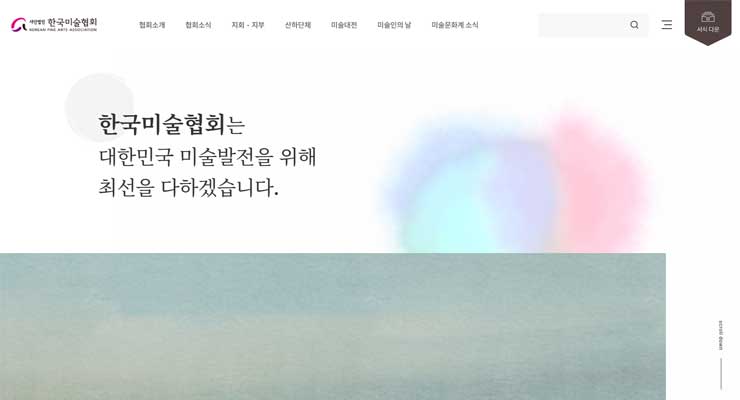 사단법인 한국미술협회
KOREAN FINE ARTS ASSOCIATION
협회소개 협회소식 지회 - 지부 산하단체 미술대전 미술인의 날 미술문화계 소식
서식 다운
한국미술협회는
대한민국 미술발전을 위해
최선을 다하겠습니다.
scroll down